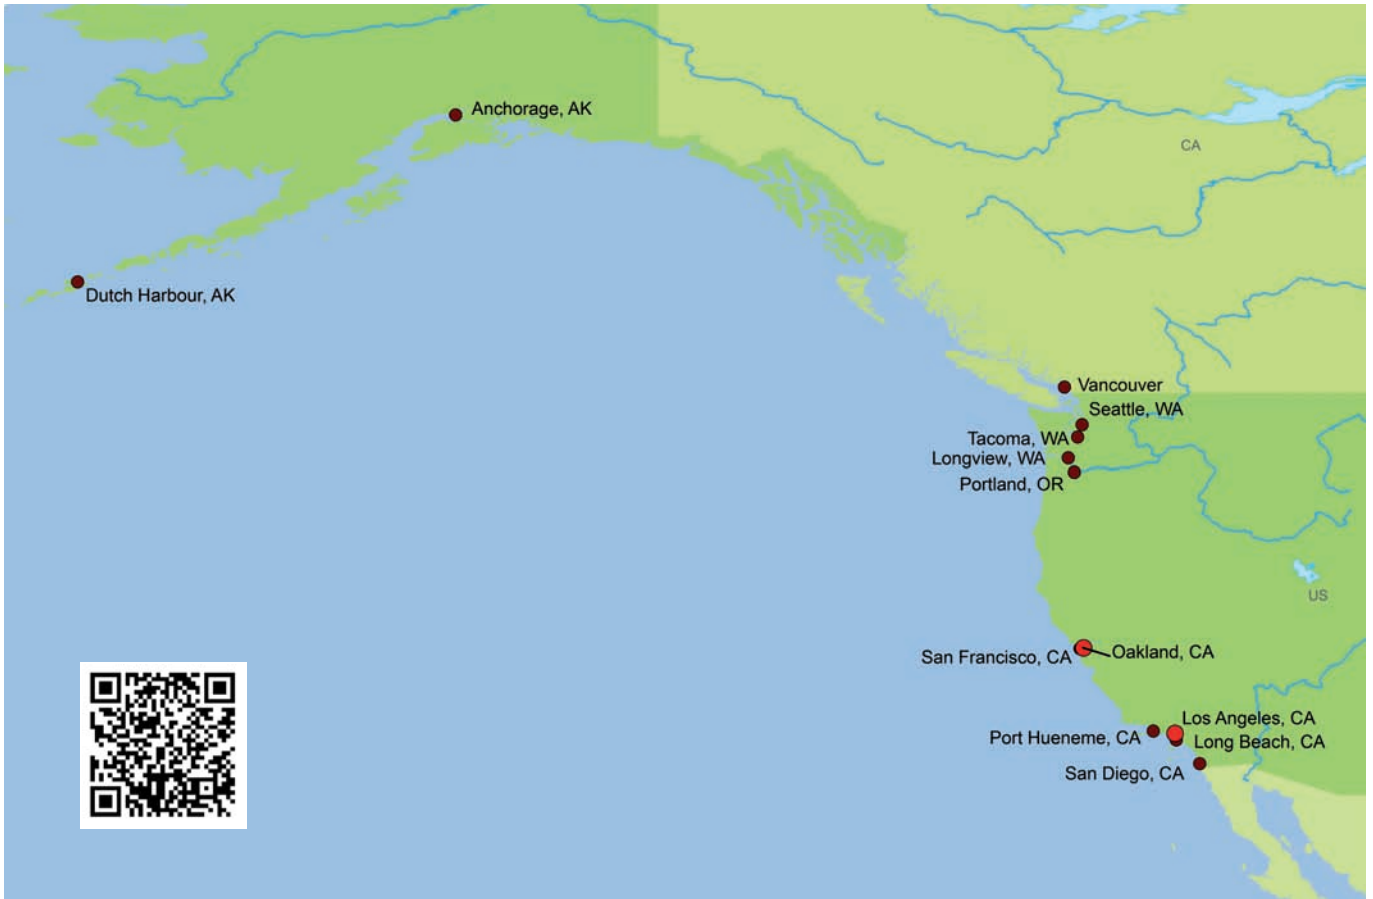 Anchorage, AK
CA
Dutch Harbour, AK
Vancouver
Seattle, WA
Tacoma, WA
Longview, WA
Portland, OR
US
San Francisco, CA
Oakland, CA
Los Angeles, CA
Port Hueneme, CA
Long Beach, CA
San Diego, CA